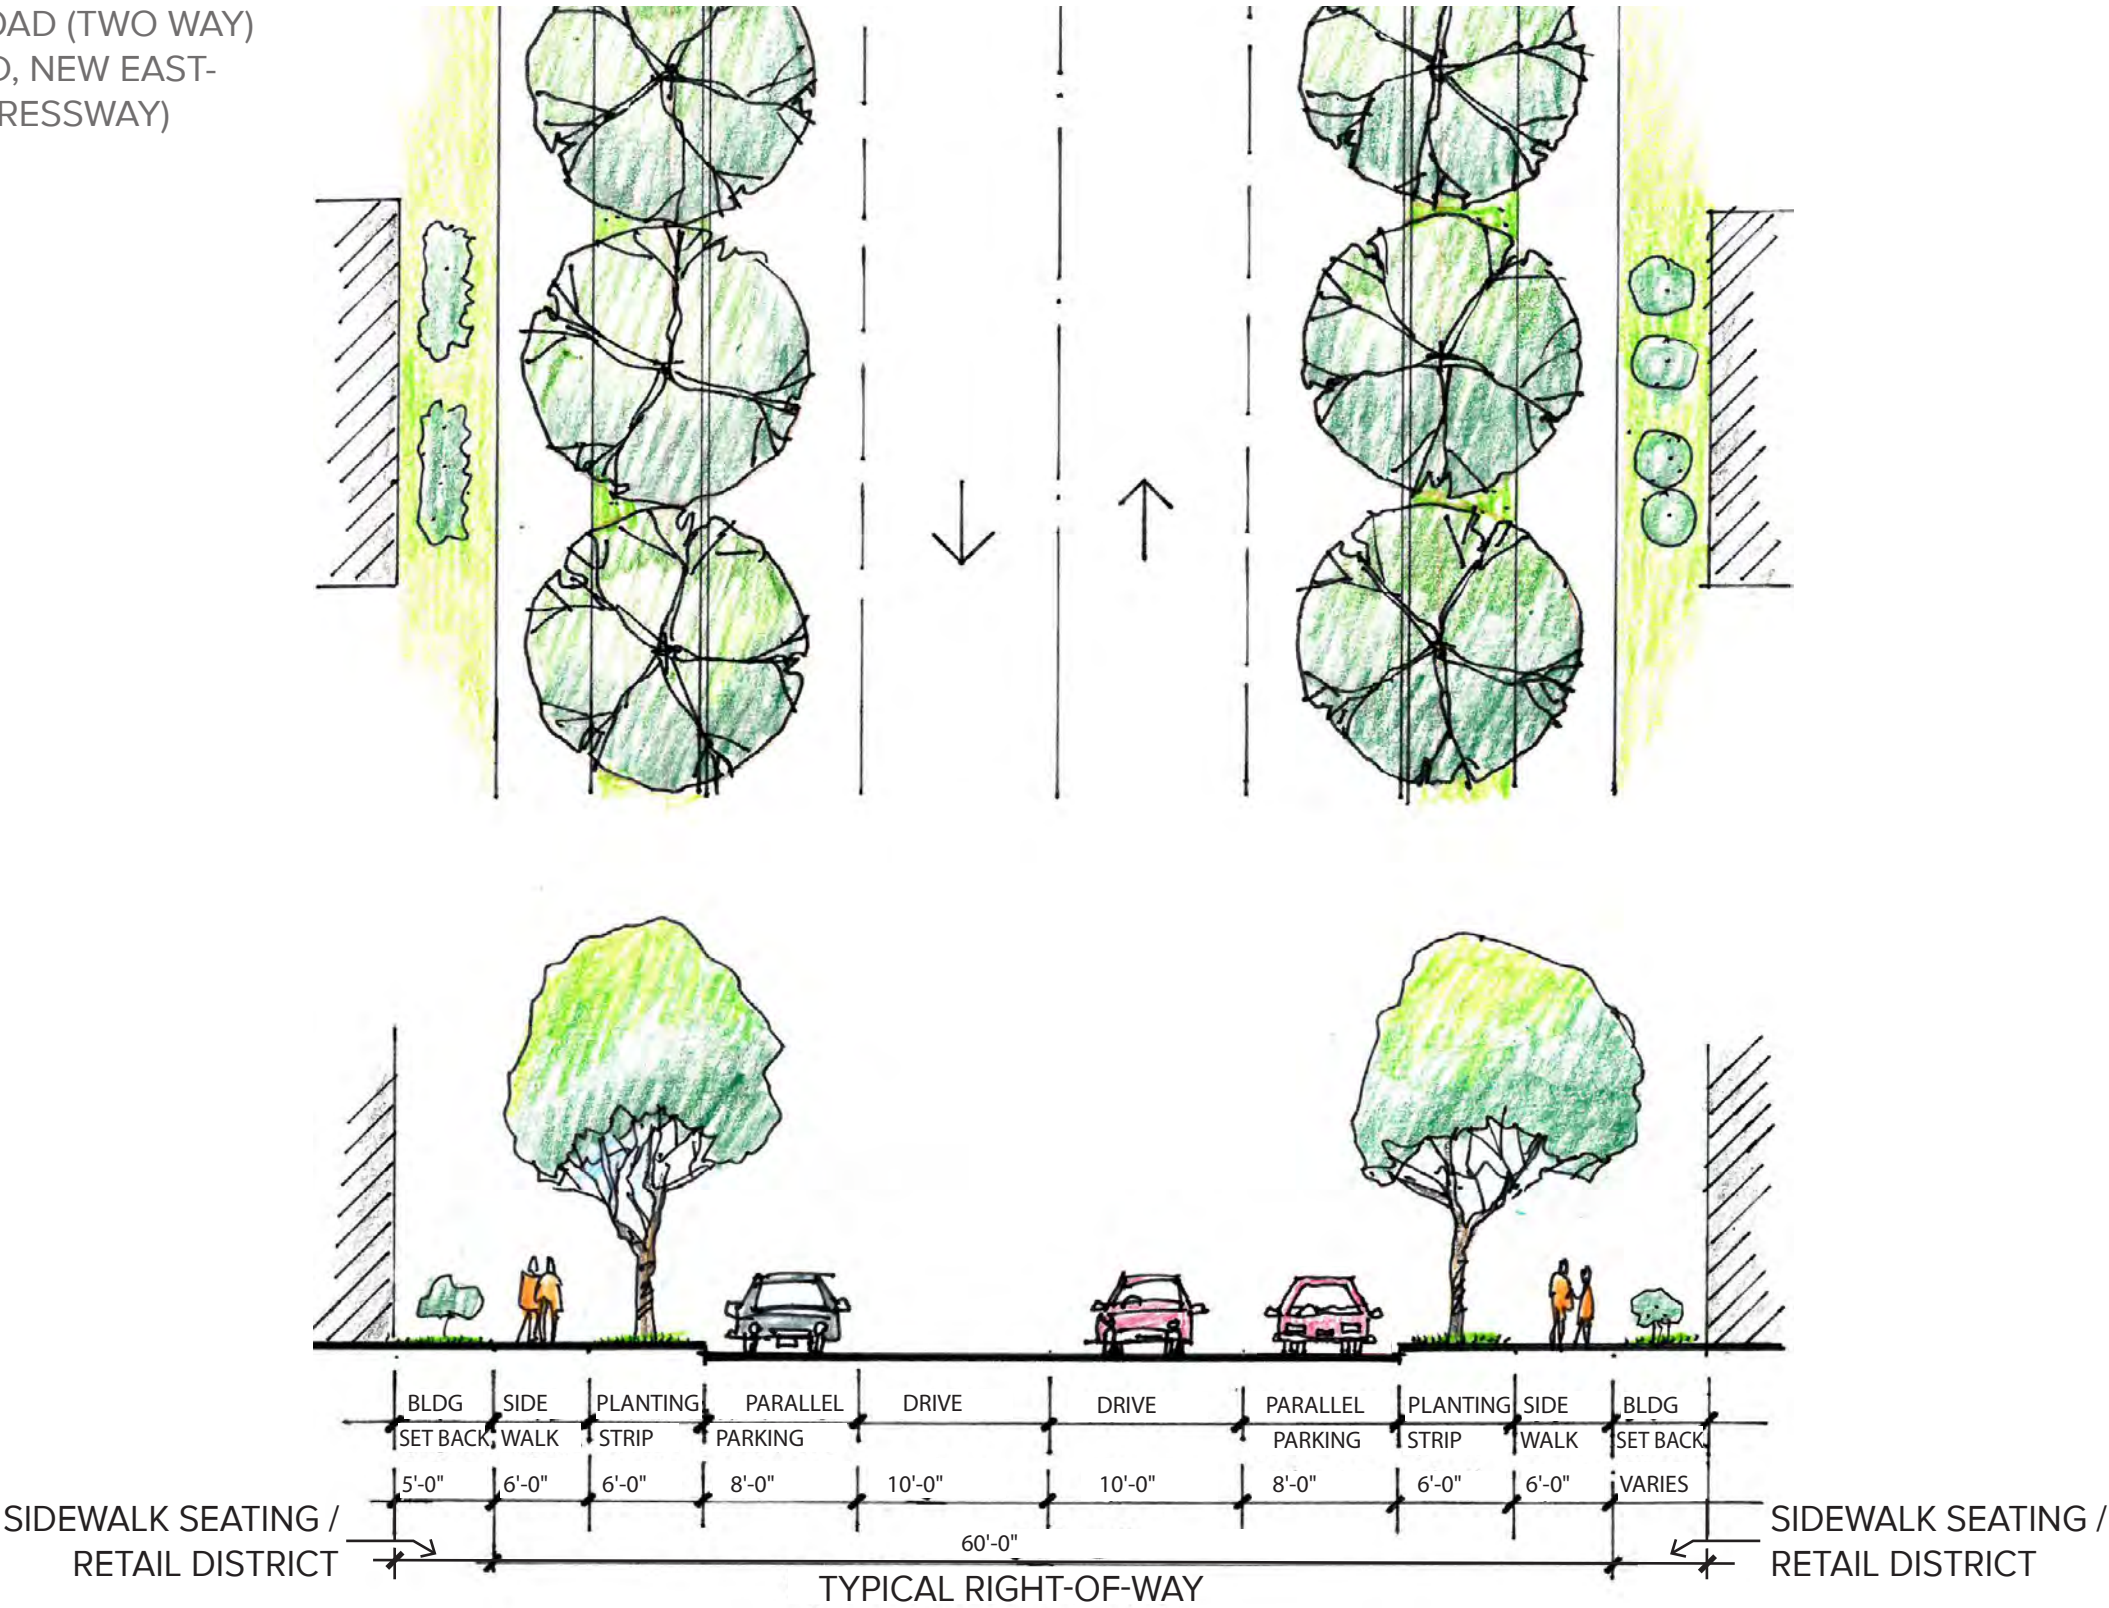 OAD (TWO WAY)
, NEW EAST-
RESSWAY)
BLDG SIDE PLANTING PARALLEL DRIVE DRIVE PARALLEL PLANTING SIDE BLDG
SET BACK WALK STRIP PARKING PARKING STRIP WALK SET BACK
5'-0" 6'-0" 6'-0" 8'-0" 10'-0" 10'-0" 8'-0" 6'-0" 6'-0" VARIES
SIDEWALK SEATING /
RETAIL DISTRICT
60'-0"
TYPICAL RIGHT-OF-WAY
SIDEWALK SEATING /
RETAIL DISTRICT